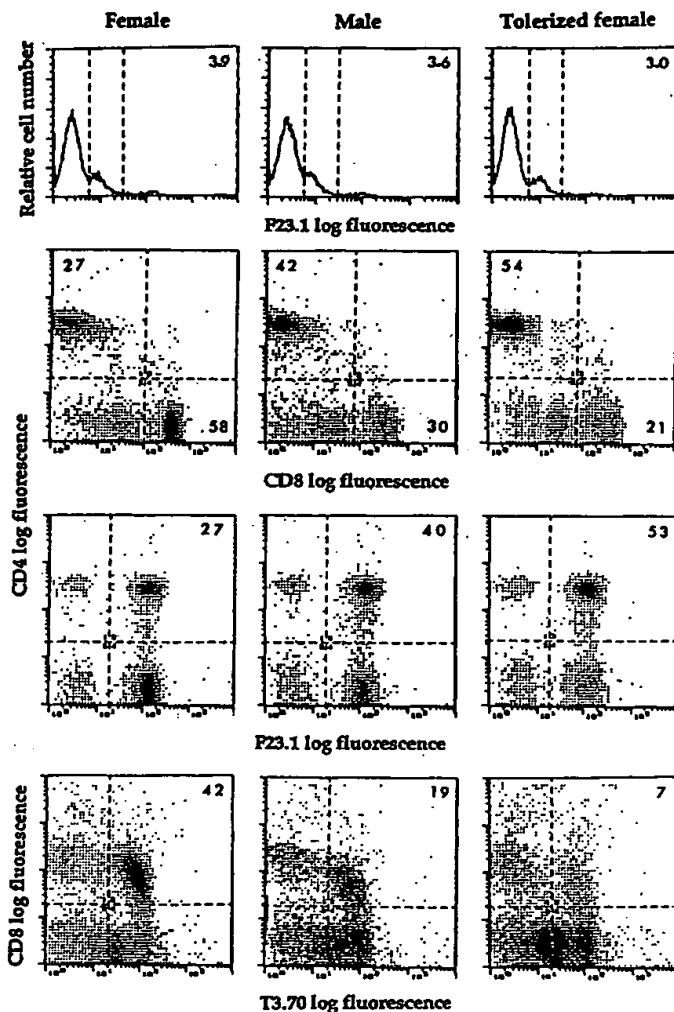 Female Male Tolerized female
3.9 3.6 3.0
Relative cell number
F23.1 log fluorescence
27 42 54
.58 30 21
CD8 log fluorescence
CD4 log fluorescence
27 40 53
F23.1 log fluorescence
42 19 7
CD8 log fluorescence
T3.70 log fluorescence